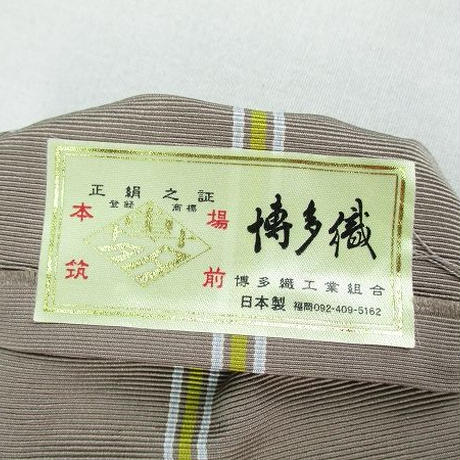 正絹之証
登録 商標
本場
筑前
博多織
博多織工業組合
日本製 福岡092-409-5162